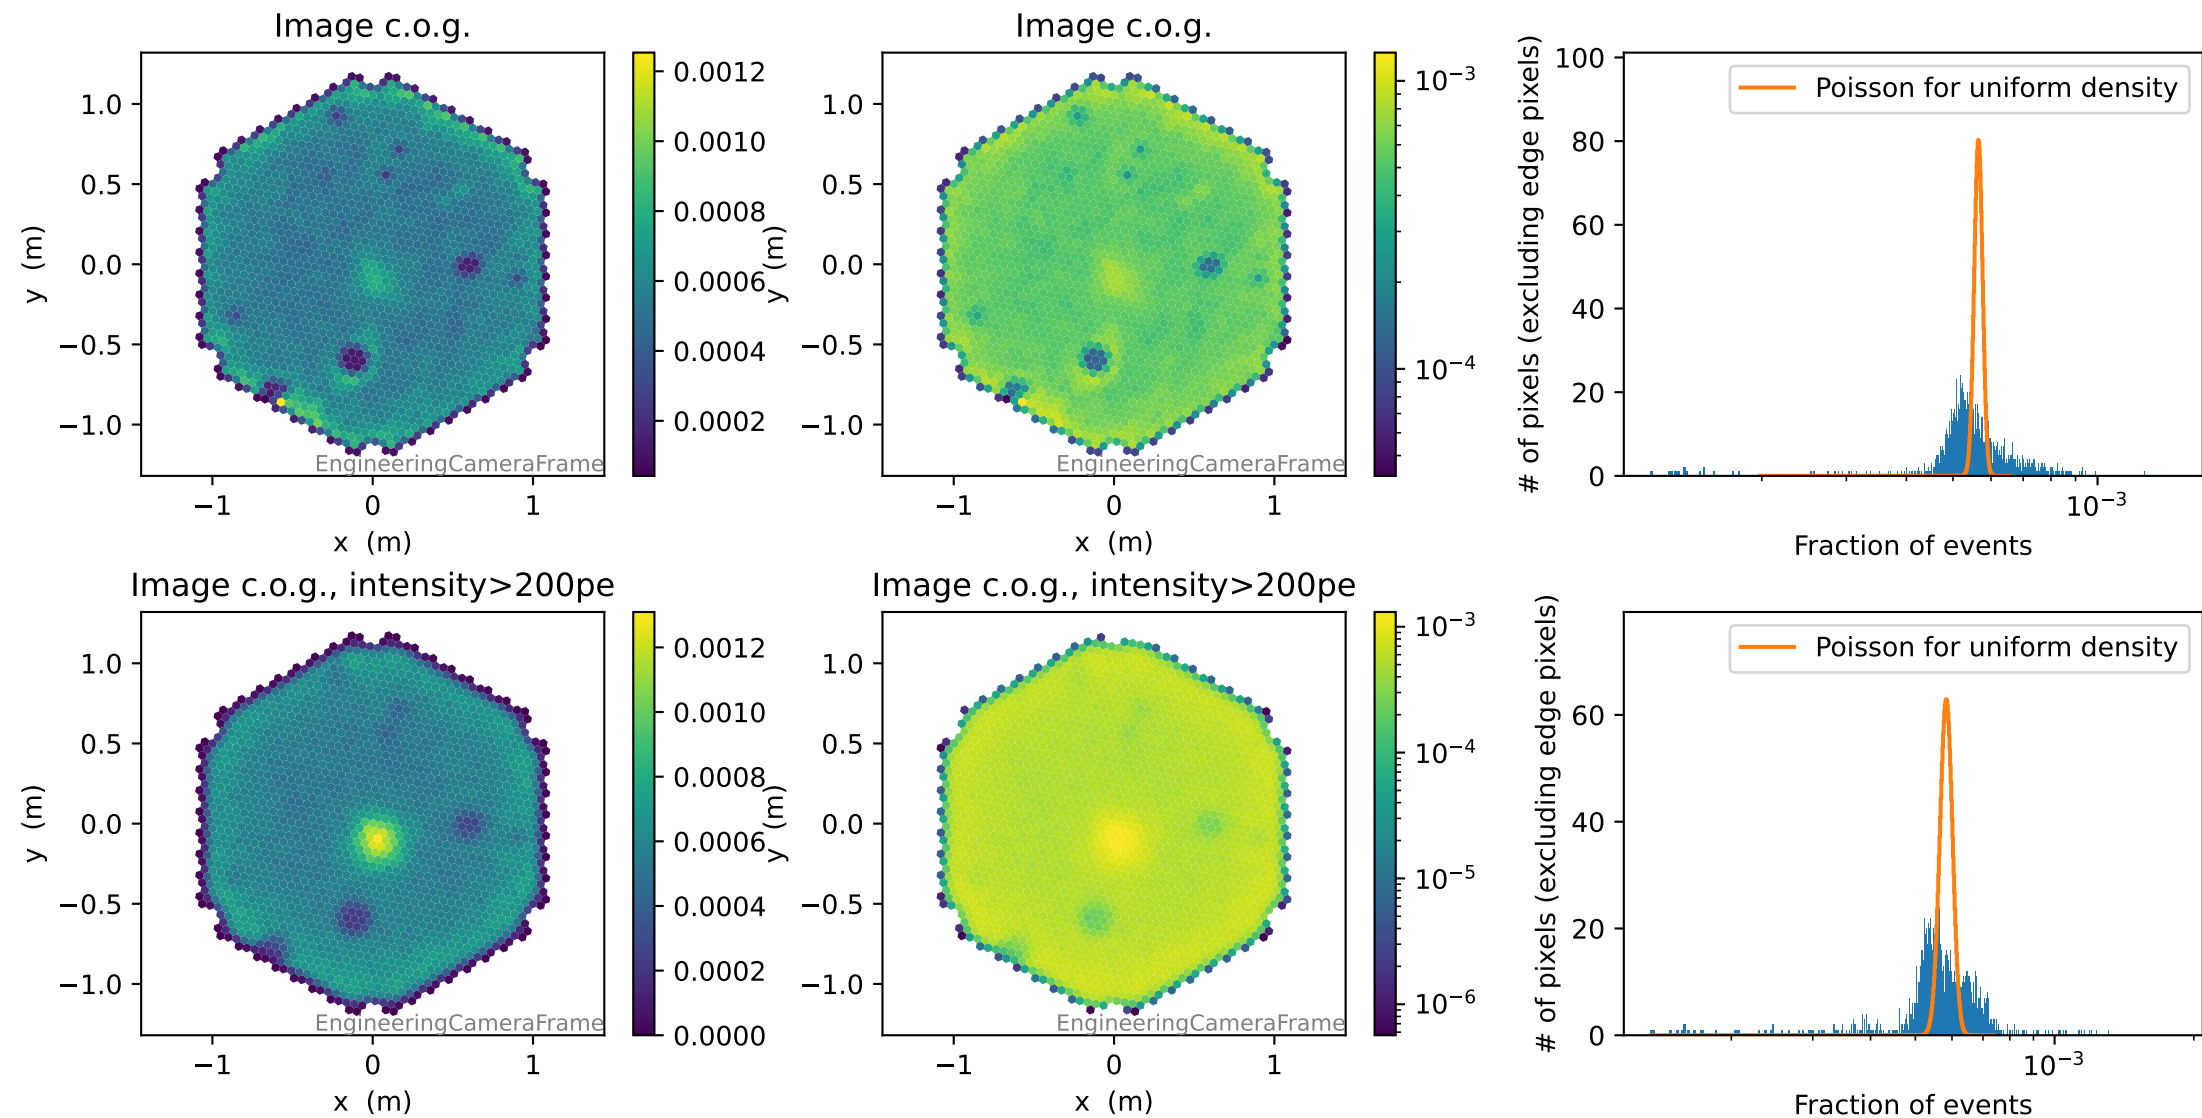 Image c.o.g.
1.0
0.5
0.0
−0.5
−1.0
y (m)
−1
0
1
x (m)
EngineeringCameraFrame
0.0012
0.0010
0.0008
0.0006
0.0004
0.0002
Image c.o.g.
1.0
0.5
0.0
−0.5
−1.0
y (m)
−1
0
1
x (m)
EngineeringCameraFrame
10⁻³
10⁻⁴
100
80
60
40
20
0
# of pixels (excluding edge pixels)
Poisson for uniform density
10⁻³
Fraction of events
Image c.o.g., intensity>200pe
1.0
0.5
0.0
−0.5
−1.0
y (m)
−1
0
1
x (m)
EngineeringCameraFrame
0.0012
0.0010
0.0008
0.0006
0.0004
0.0002
0.0000
Image c.o.g., intensity>200pe
1.0
0.5
0.0
−0.5
−1.0
y (m)
−1
0
1
x (m)
EngineeringCameraFrame
10⁻³
10⁻⁴
10⁻⁵
10⁻⁶
60
40
20
0
# of pixels (excluding edge pixels)
Poisson for uniform density
10⁻³
Fraction of events